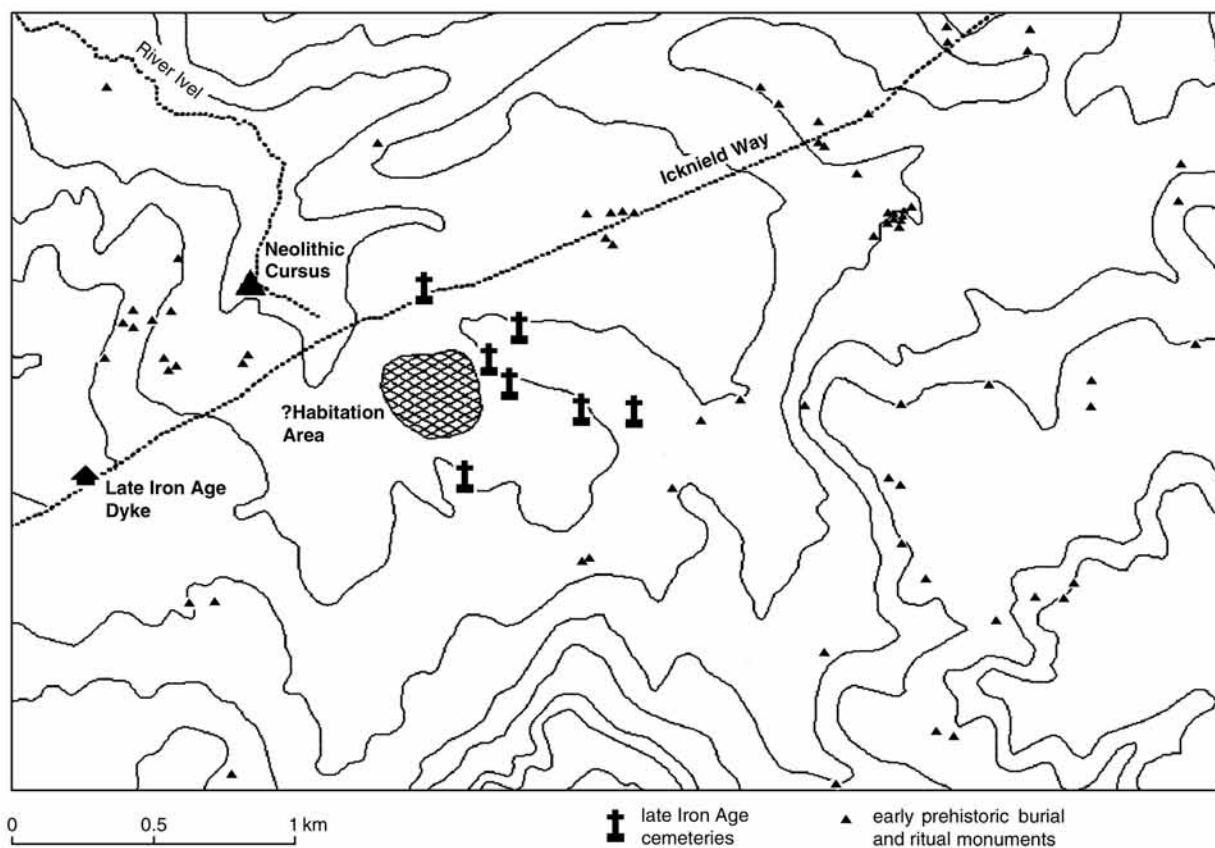 River Ivel
Icknield Way
Neolithic
Cursus
?Habitation
Area
Late Iron Age
Dyke
0
0.5
1 km
late Iron Age
cemeteries
early prehistoric burial
and ritual monuments